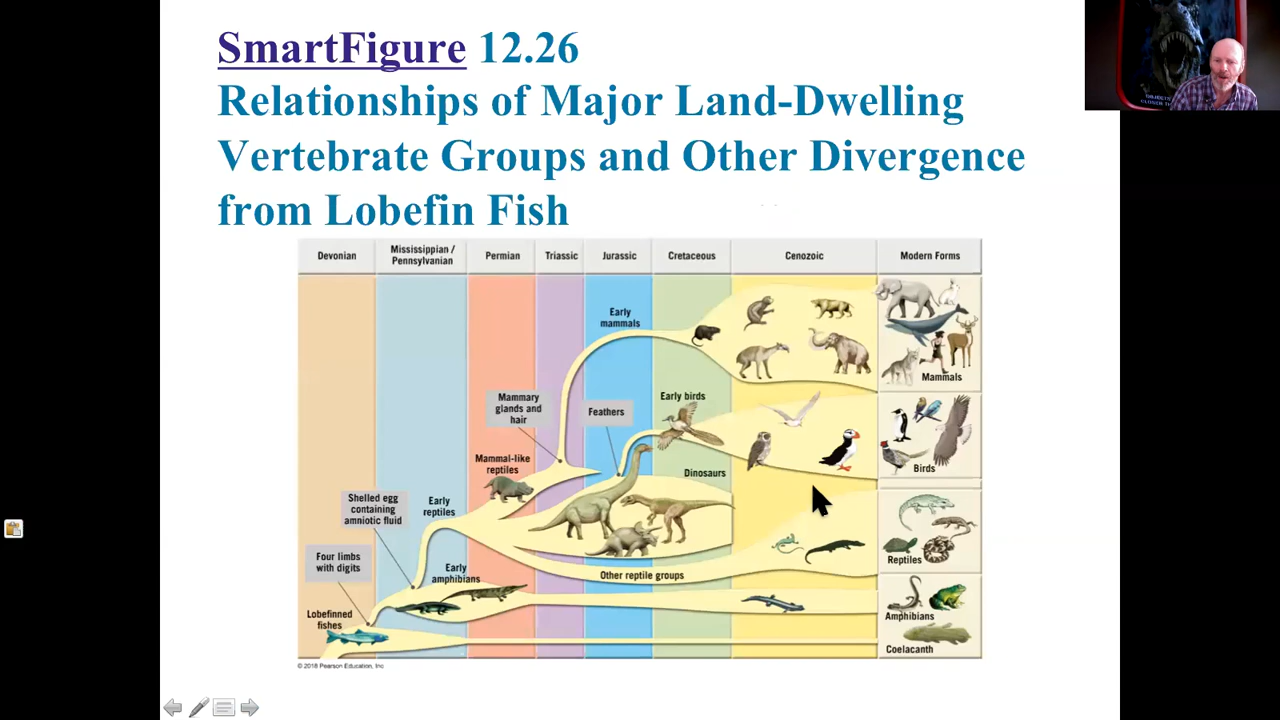 SmartFigure 12.26
Relationships of Major Land-Dwelling
Vertebrate Groups and Other Divergence
from Lobefin Fish
Devonian
Mississippian /
Pennsylvanian
Permian
Triassic
Jurassic
Cretaceous
Cenozoic
Modern Forms
Early
mammals
Mammals
Mammary
glands and
hair
Feathers
Early birds
Birds
Mammal-like
reptiles
Dinosaurs
Shelled egg
containing
amniotic fluid
Early
reptiles
Four limbs
with digits
Early
amphibians
Other reptile groups
Reptiles
Lobefinned
fishes
Amphibians
Coelacanth
© 2018 Pearson Education, Inc